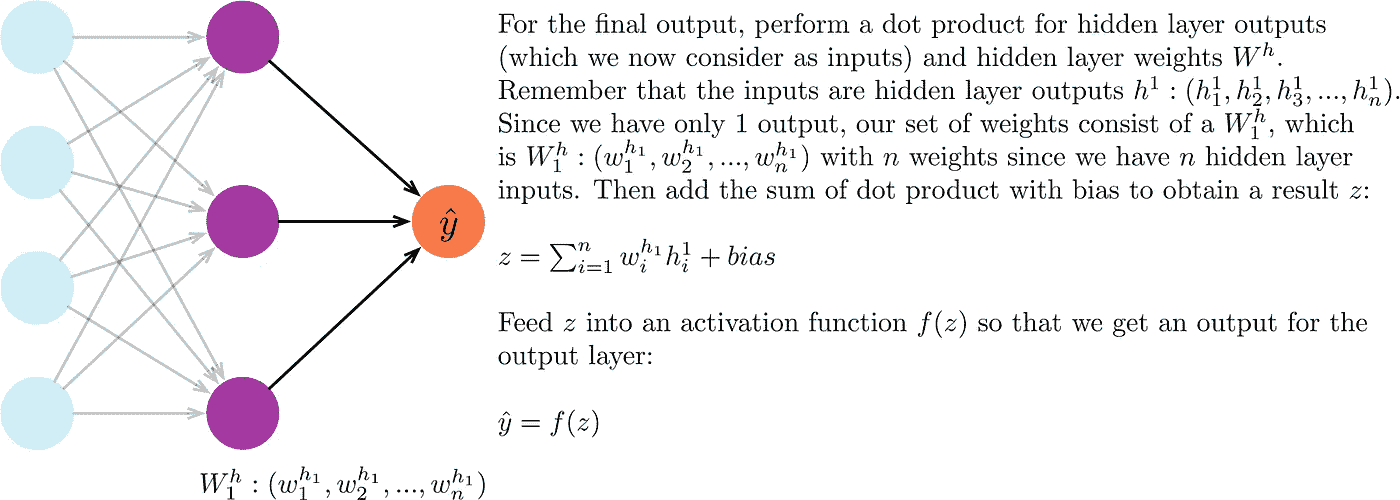 For the final output, perform a dot product for hidden layer outputs
(which we now consider as inputs) and hidden layer weights $W^h$.
Remember that the inputs are hidden layer outputs $h^1 : (h_1^1, h_2^1, h_3^1, ..., h_n^1)$.
Since we have only 1 output, our set of weights consist of a $W_1^h$, which
is $W_1^h : (w_1^{h_1}, w_2^{h_1}, ..., w_n^{h_1})$ with $n$ weights since we have $n$ hidden layer
inputs. Then add the sum of dot product with bias to obtain a result $z$:
$z = \sum_{i=1}^{n} w_i^{h_1} h_i^1 + bias$
Feed $z$ into an activation function $f(z)$ so that we get an output for the
output layer:
$\hat{y} = f(z)$
$\hat{y}$
$W_1^h : (w_1^{h_1}, w_2^{h_1}, ..., w_n^{h_1})$